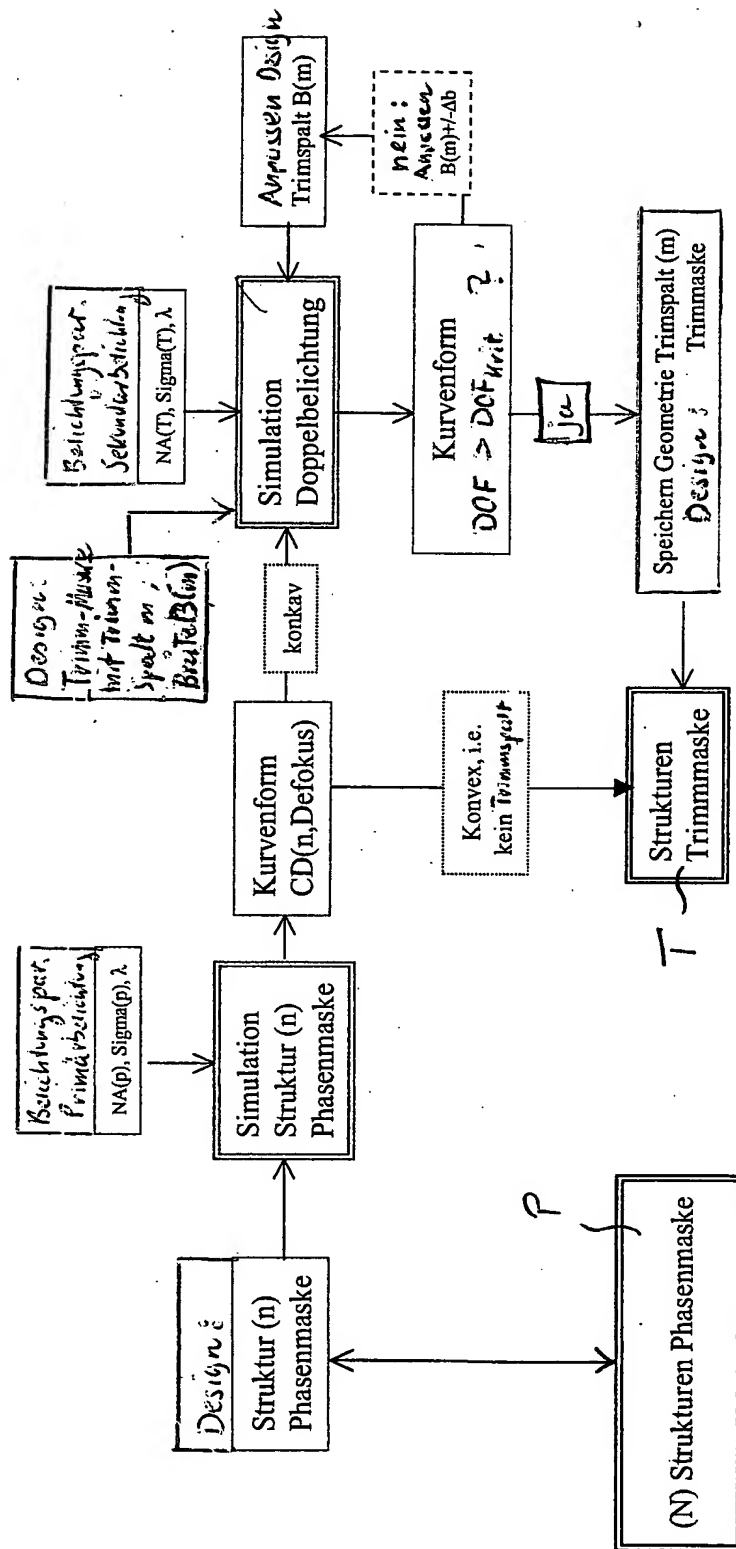 Design:
Struktur (n)
Phasenmaske
(N) Strukturen Phasenmaske
P
Belichtungspar.
Primärbelichtung
NA(p), Sigma(p), λ
Simulation
Struktur (n)
Phasenmaske
Kurvenform
CD(n,Defokus)
konkav
Konvex, i.e.
kein Trimmspalt
Strukturen
Trimmmaske
T
Design:
Trimm-Maske
mit Trimm-
Spalt m,
Breite B(m)
Belichtungspar.
Sekundärbelichtung
NA(T), Sigma(T), λ
Simulation
Doppelbelichtung
Anpassen Design
Trimspalt B(m)
nein:
Anpassen
B(m)+/-Δb
Kurvenform
DOF > DOF krit. ?
ja
Speichern Geometrie Trimspalt (m)
Design: Trimmaske